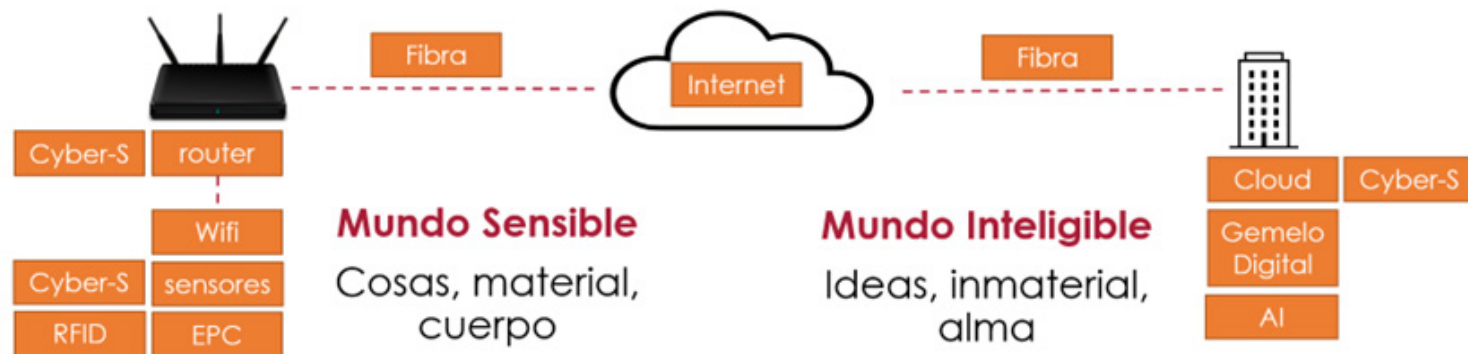 Fibra
Internet
Fibra
Cyber-S
router
Wifi
Cyber-S
sensores
RFID
EPC
Mundo Sensible
Cosas, material,
cuerpo
Mundo Inteligible
Ideas, inmaterial,
alma
Cloud
Cyber-S
Gemelo
Digital
AI